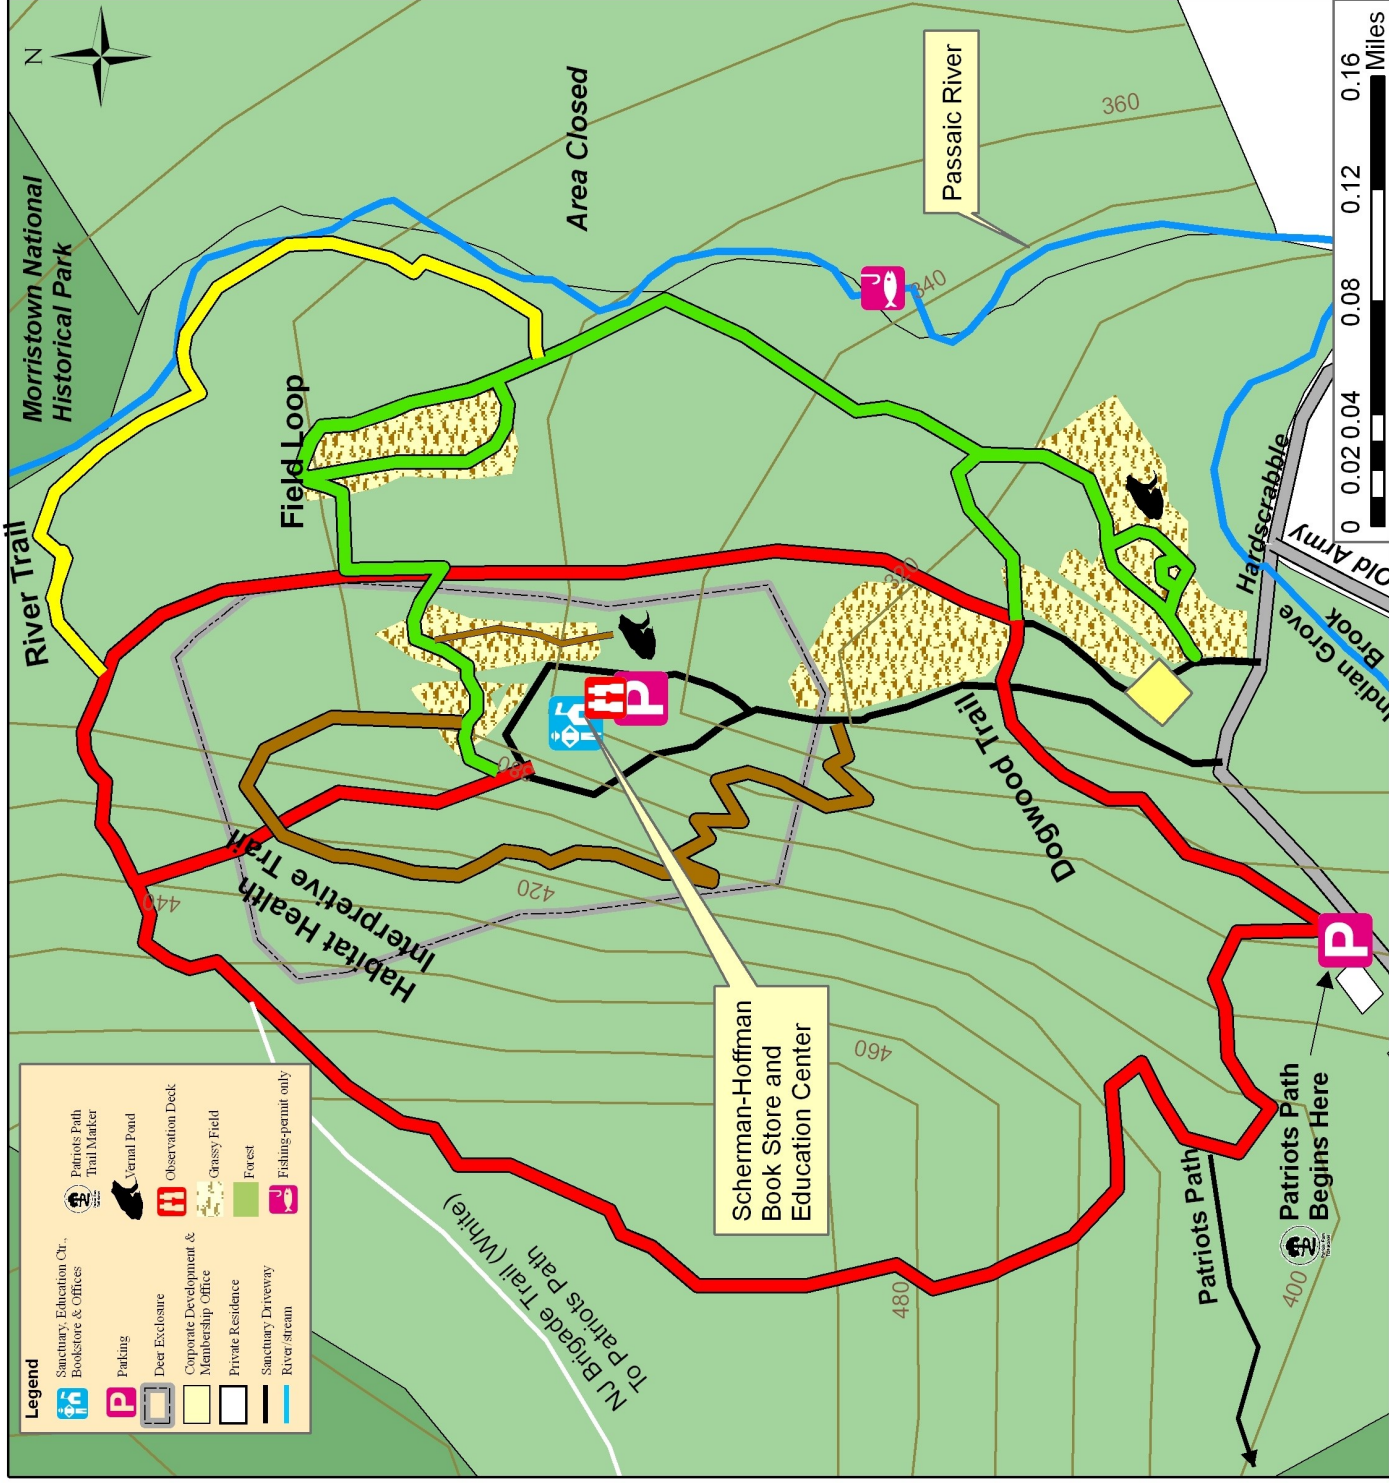 N
Morristown National
Historical Park
Area Closed
Passaic River
360
340
River Trail
Field Loop
320
380
420
440
460
480
400
Habitat Health
Interpretive Trail
Dogwood Trail
Hardscrabble
Old Army
Indian Grove
Brook
Scherman-Hoffman
Book Store and
Education Center
NJ Brigade Trail (White)
To Patriots Path
Patriots Path
Patriots Path
Begins Here
P
P
0 0.02 0.04 0.08 0.12 0.16
Miles
Legend
Sanctuary, Education Ctr.,
Bookstore & Offices
P
Parking
Deer Exclosure
Corporate Development &
Membership Office
Private Residence
Sanctuary Driveway
River/stream
Patriots Path
Trail Marker
Vernal Pond
Observation Deck
Grassy Field
Forest
Fishing-permit only